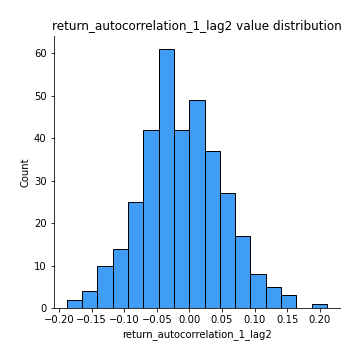 return_autocorrelation_1_lag2 value distribution
60
50
40
30
20
10
0
Count
−0.20 −0.15 −0.10 −0.05 0.00 0.05 0.10 0.15 0.20
return_autocorrelation_1_lag2